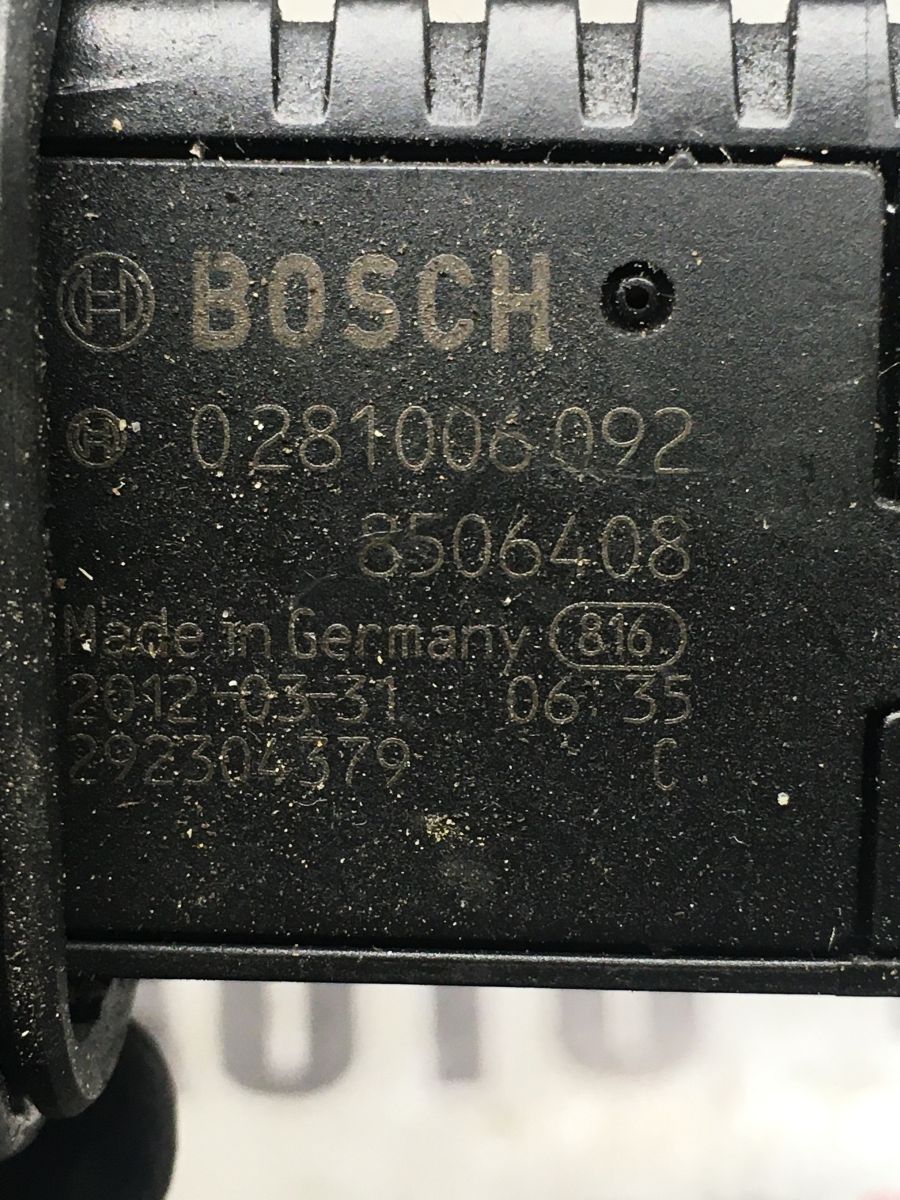 BOSCH
0281006092
8506408
Made in Germany 816
2012-03-31 06:35
292304379 C